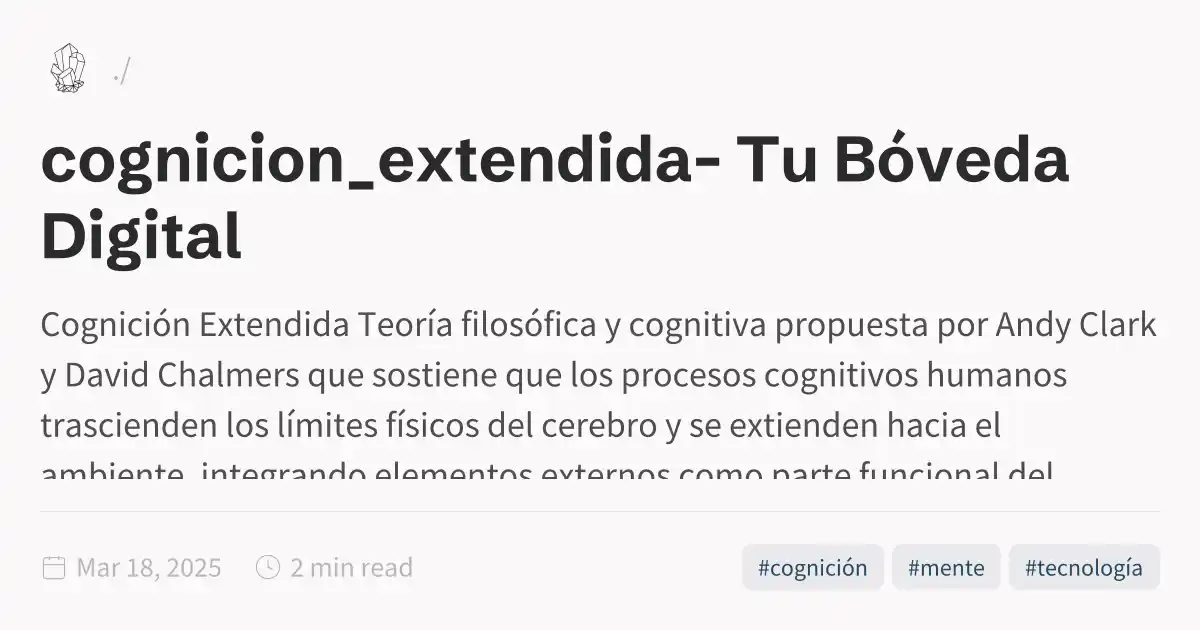 ./
cognicion_extendida- Tu Bóveda
Digital
Cognición Extendida Teoría filosófica y cognitiva propuesta por Andy Clark
y David Chalmers que sostiene que los procesos cognitivos humanos
trascienden los límites físicos del cerebro y se extienden hacia el
ambiente, integrando elementos externos como parte funcional del
Mar 18, 2025 2 min read #cognición #mente #tecnología